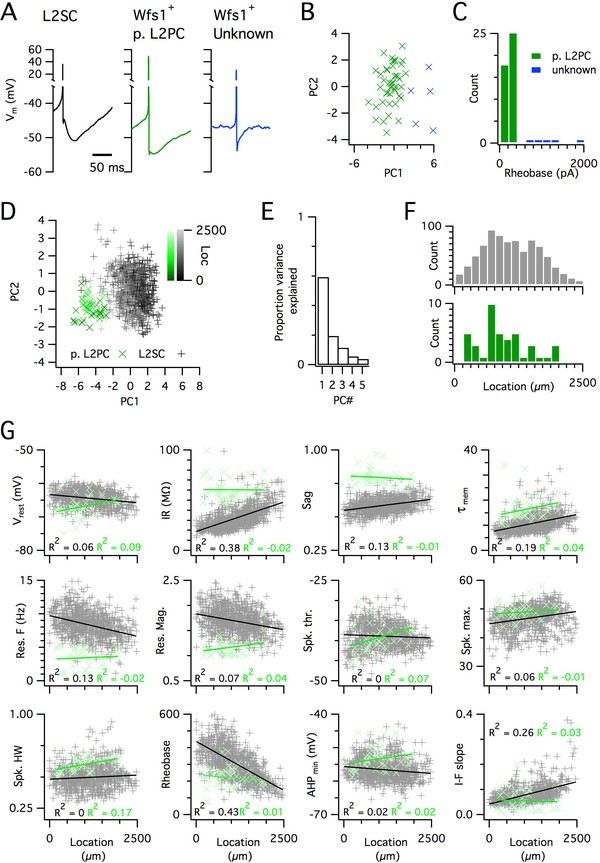 A
L2SC
Wfs1+
p. L2PC
Wfs1+
Unknown
60
40
20
-40
-50
-60
Vm (mV)
50 ms
B
4
2
0
-2
-4
PC2
-6
6
PC1
C
25
0
Count
p. L2PC
unknown
0
2000
Rheobase (pA)
D
4
3
2
1
0
-1
-2
-3
-4
PC2
2500
0
Loc
p. L2PC × L2SC +
-8 -6 -4 -2 0 2 4 6 8
PC1
E
1
0
Proportion variance
explained
1 2 3 4 5
PC#
F
100
0
Count
10
0
Count
0
2500
Location (µm)
G
-50
-80
Vrest (mV)
R2 = 0.06 R2 = 0.09
100
0
IR (MΩ)
R2 = 0.38 R2 = -0.02
1.00
0.25
Sag
R2 = 0.13 R2 = -0.01
40
0
τmem
R2 = 0.19 R2 = 0.04
15
0
Res. F (Hz)
R2 = 0.13 R2 = -0.02
2.5
0.5
Res. Mag.
R2 = 0.07 R2 = 0.04
-25
-50
Spk. thr.
R2 = 0 R2 = 0.07
60
30
Spk. max.
R2 = 0.06 R2 = -0.01
1.00
0.25
Spk. HW
R2 = 0 R2 = 0.17
0 Location 2500
(µm)
600
0
Rheobase
R2 = 0.43 R2 = 0.01
0 Location 2500
(µm)
-40
-70
AHPmin (mV)
R2 = 0.02 R2 = 0.02
0 Location 2500
(µm)
0.4
0.0
I-F slope
R2 = 0.26 R2 = 0.03
0 Location 2500
(µm)